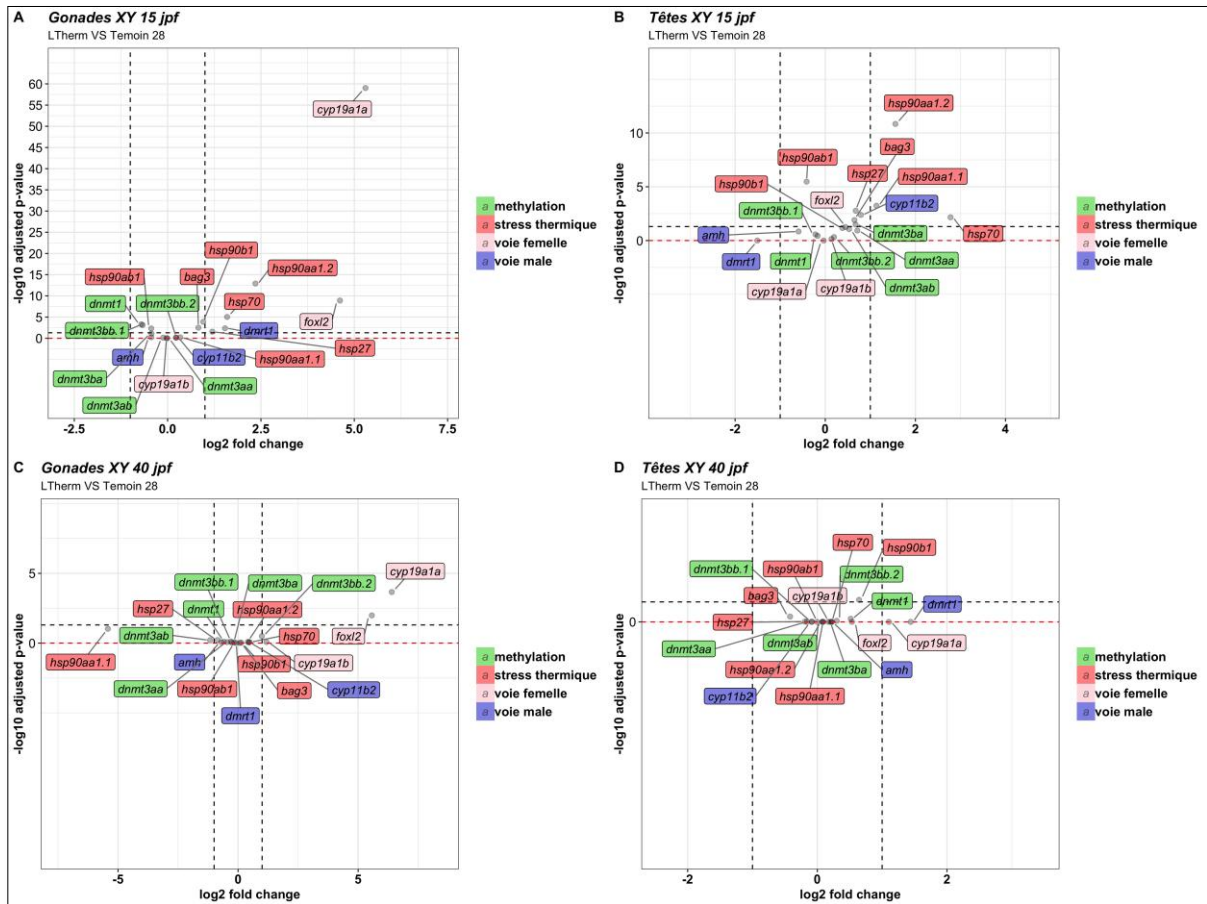 A Gonades XY 15 jpf
LTherm VS Temoin 28
-log10 adjusted p-value
60
55
50
45
40
35
30
25
20
15
10
5
0
cyp19a1a
hsp90b1
hsp90ab1
bag3
hsp90aa1.2
dnmt1
dnmt3bb.2
hsp70
foxl2
dnmt3bb.1
dmrt1
amh
cyp11b2
hsp90aa1.1
hsp27
dnmt3ba
cyp19a1b
dnmt3aa
dnmt3ab
-2.5 0.0 2.5 5.0 7.5
log2 fold change
a methylation
a stress thermique
a voie femelle
a voie male
B Têtes XY 15 jpf
LTherm VS Temoin 28
-log10 adjusted p-value
10
5
0
hsp90aa1.2
bag3
hsp90ab1
hsp27
hsp90aa1.1
hsp90b1
foxl2
cyp11b2
dnmt3bb.1
amh
dnmt3ba
hsp70
dmrt1
dnmt1
dnmt3bb.2
dnmt3aa
cyp19a1a
cyp19a1b
dnmt3ab
-2 0 2 4
log2 fold change
a methylation
a stress thermique
a voie femelle
a voie male
C Gonades XY 40 jpf
LTherm VS Temoin 28
-log10 adjusted p-value
5
0
cyp19a1a
dnmt3bb.1
dnmt3ba
dnmt3bb.2
hsp27
dnmt1
hsp90aa1.2
dnmt3ab
hsp70
foxl2
hsp90aa1.1
amh
hsp90b1
cyp19a1b
dnmt3aa
hsp90ab1
bag3
cyp11b2
dmrt1
-5 0 5
log2 fold change
a methylation
a stress thermique
a voie femelle
a voie male
D Têtes XY 40 jpf
LTherm VS Temoin 28
-log10 adjusted p-value
0
hsp70
hsp90b1
dnmt3bb.1
hsp90ab1
dnmt3bb.2
bag3
cyp19a1b
dnmt1
dmrt1
hsp27
dnmt3aa
dnmt3ab
foxl2
cyp19a1a
hsp90aa1.2
dnmt3ba
amh
cyp11b2
hsp90aa1.1
-2 0 2
log2 fold change
a methylation
a stress thermique
a voie femelle
a voie male